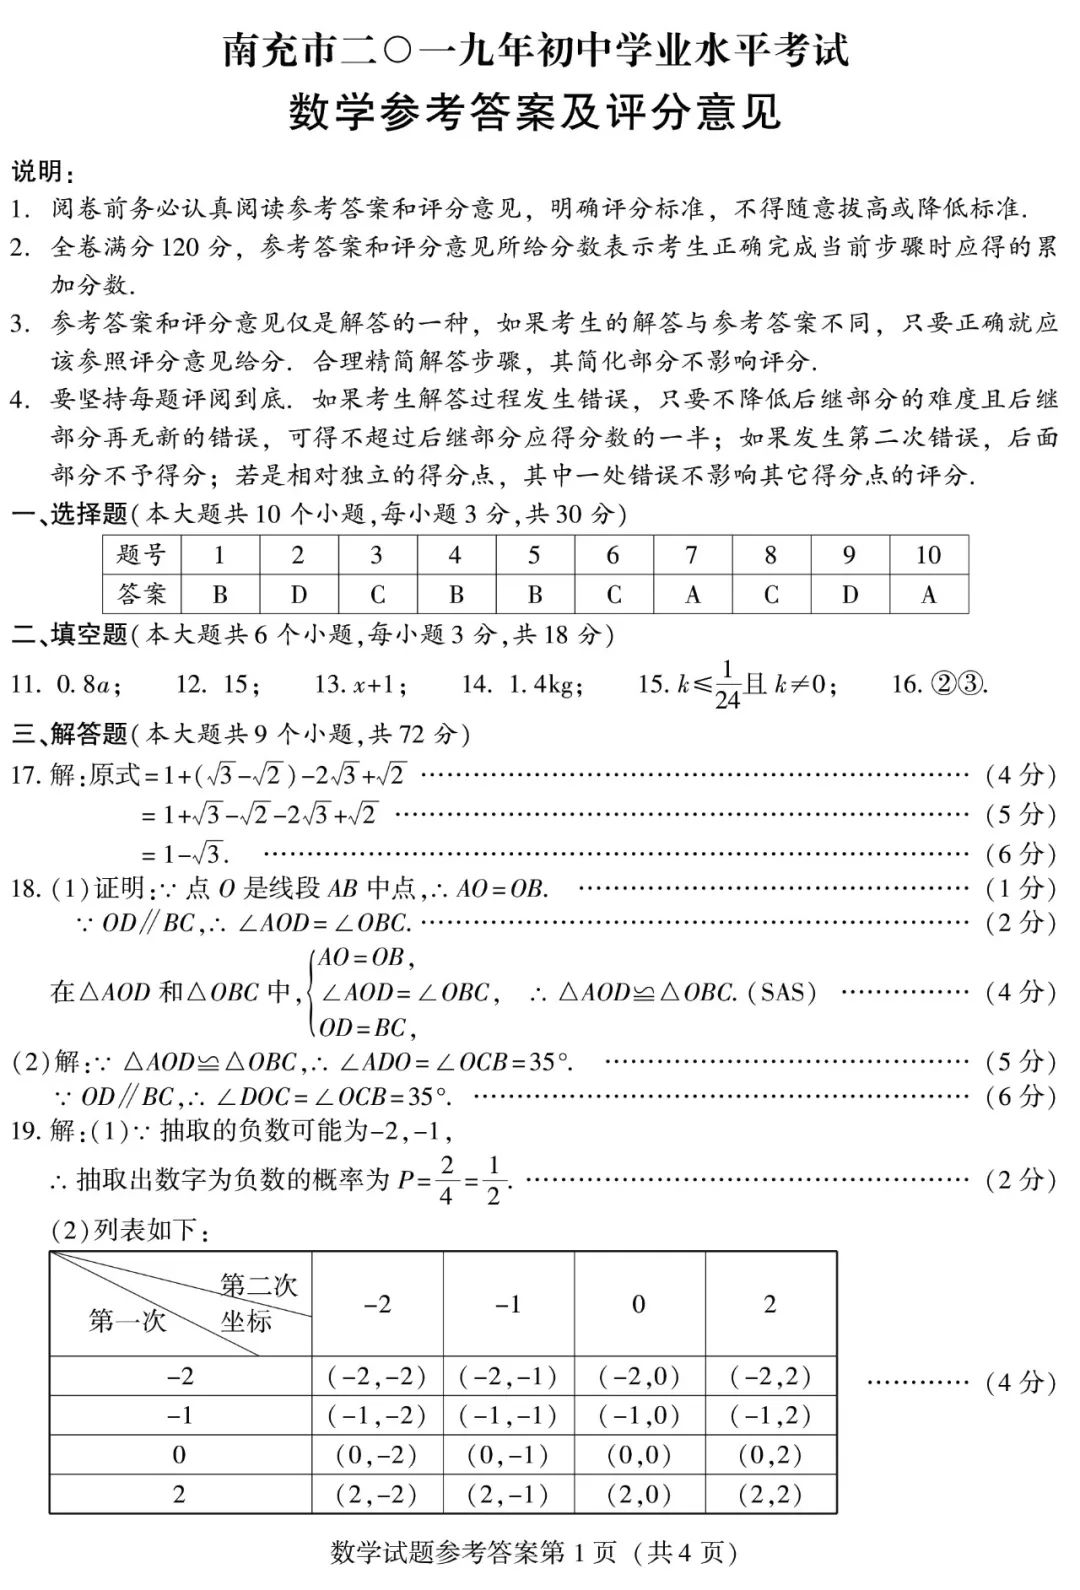 南充市二〇一九年初中学业水平考试
数学参考答案及评分意见
说明:
1. 阅卷前务必认真阅读参考答案和评分意见，明确评分标准，不得随意拔高或降低标准.
2. 全卷满分120分，参考答案和评分意见所给分数表示考生正确完成当前步骤时应得的累
加分数.
3. 参考答案和评分意见仅是解答的一种，如果考生的解答与参考答案不同，只要正确就应
该参照评分意见给分. 合理精简解答步骤，其简化部分不影响评分.
4. 要坚持每题评阅到底. 如果考生解答过程发生错误，只要不降低后继部分的难度且后继
部分再无新的错误，可得不超过后继部分应得分数的一半；如果发生第二次错误，后面
部分不予得分；若是相对独立的得分点，其中一处错误不影响其它得分点的评分.
一、选择题(本大题共10个小题,每小题3分,共30分)
题号 1 2 3 4 5 6 7 8 9 10
答案 B D C B B C A C D A
二、填空题(本大题共6个小题,每小题3分,共18分)
11. 0.8a； 12. 15； 13. x+1； 14. 1.4kg； 15. k≤1/24且k≠0； 16. ②③.
三、解答题(本大题共9个小题,共72分)
17. 解:原式=1+(√3-√2)-2√3+√2 ………………………………………… (4分)
=1+√3-√2-2√3+√2 ………………………………………… (5分)
=1-√3. ………………………………………… (6分)
18. (1)证明:∵点O是线段AB中点,∴AO=OB. ………………………………… (1分)
∵OD∥BC,∴∠AOD=∠OBC. ………………………………………… (2分)
在△AOD和△OBC中,{AO=OB, ∠AOD=∠OBC, OD=BC, ∴△AOD≌△OBC.(SAS) …………… (4分)
(2)解:∵△AOD≌△OBC,∴∠ADO=∠OCB=35°. ………………………………… (5分)
∵OD∥BC,∴∠DOC=∠OCB=35°. ………………………………………… (6分)
19. 解:(1)∵抽取的负数可能为-2,-1,
∴抽取出数字为负数的概率为P=2/4=1/2. ………………………………………… (2分)
(2)列表如下:
第二次
第一次 坐标 -2 -1 0 2
-2 (-2,-2) (-2,-1) (-2,0) (-2,2) ………… (4分)
-1 (-1,-2) (-1,-1) (-1,0) (-1,2)
0 (0,-2) (0,-1) (0,0) (0,2)
2 (2,-2) (2,-1) (2,0) (2,2)
数学试题参考答案第1页 (共4页)